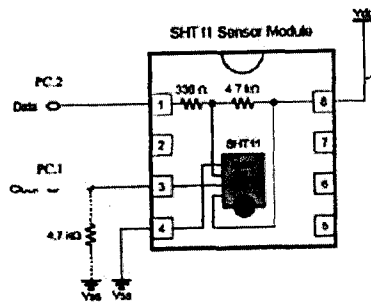 Vdd
SHT11 Sensor Module
PC.2
330 Ω
4.7 kΩ
Data
1
8
SHT11
2
7
PC.1
3
6
4.7 kΩ
4
5
Vss
Vss